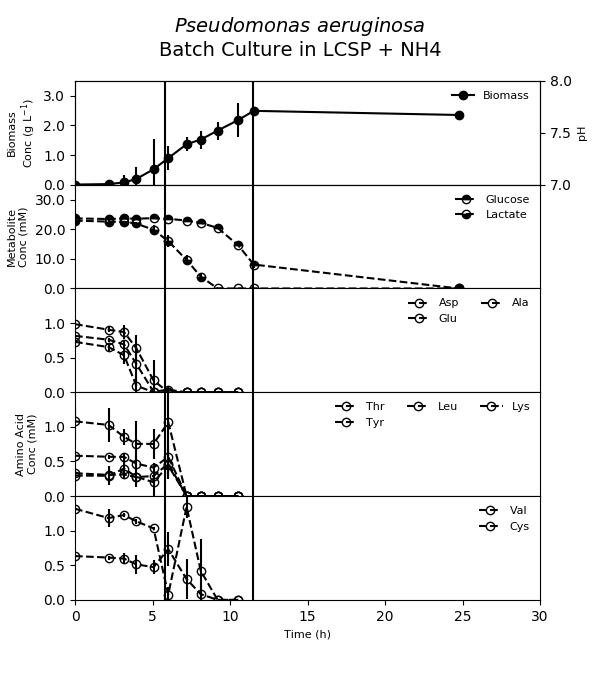 Pseudomonas aeruginosa
Batch Culture in LCSP + NH4
Biomass
Conc (g L⁻¹)
3.0
2.0
1.0
0.0
Biomass
8.0
7.5
7.0
pH
Metabolite
Conc (mM)
30.0
20.0
10.0
0.0
Glucose
Lactate
1.0
0.5
0.0
Asp Ala
Glu
Amino Acid
Conc (mM)
1.0
0.5
0.0
Thr Leu Lys
Tyr
1.0
0.5
0.0
Val
Cys
0 5 10 15 20 25 30
Time (h)